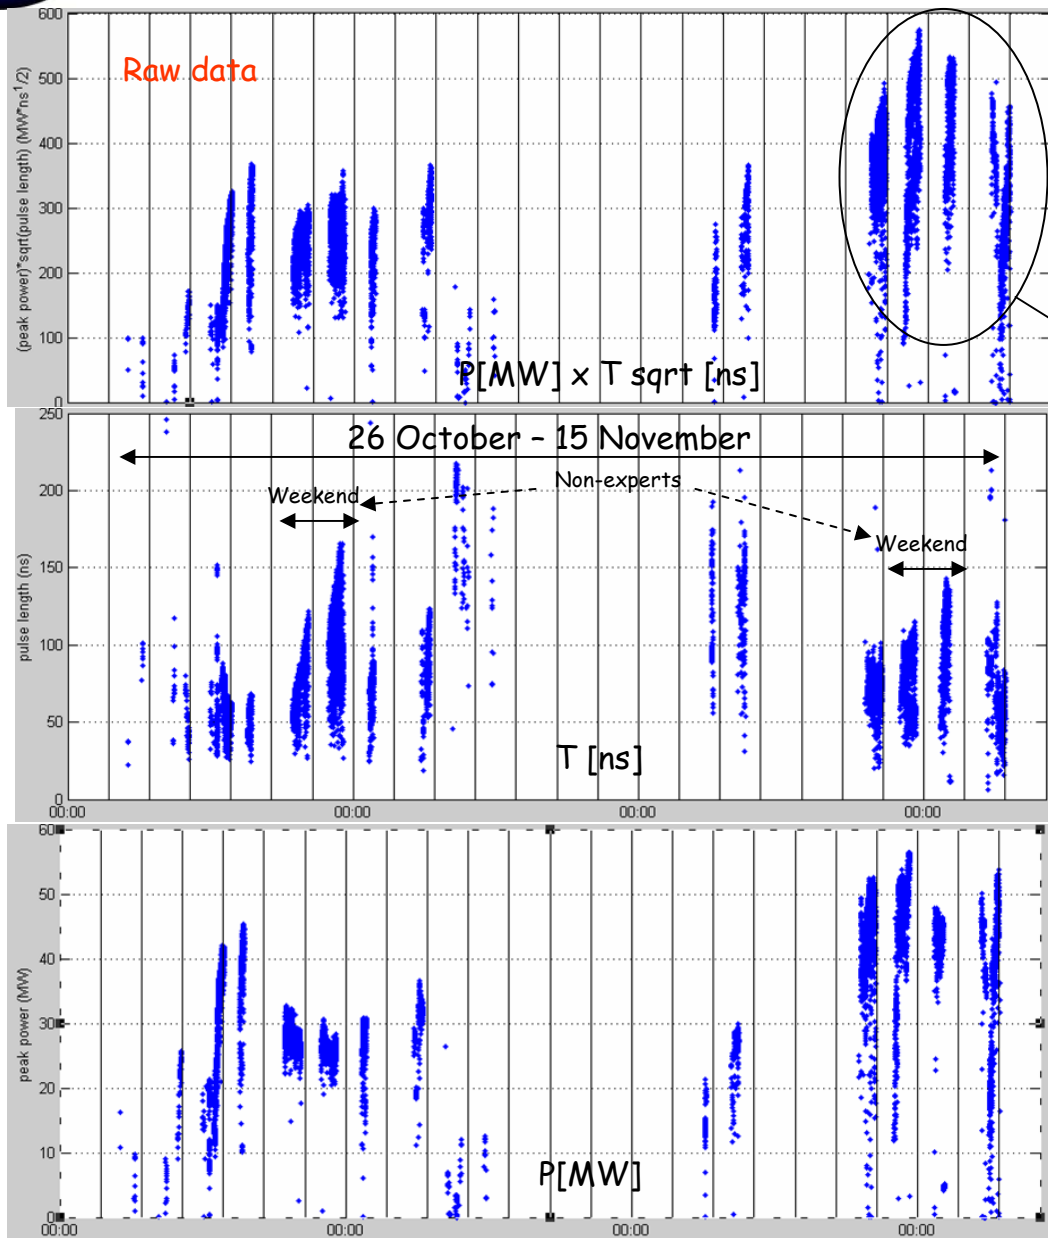 600
500
400
300
200
100
0
(peak power)*sqrt(pulse length) (MW*ns^1/2)
Raw data
P[MW] x T sqrt [ns]
250
200
150
100
50
0
pulse length (ns)
26 October – 15 November
Non-experts
Weekend
Weekend
T [ns]
00:00
00:00
00:00
00:00
60
50
40
30
20
10
0
peak power (MW)
P[MW]
00:00
00:00
00:00
00:00